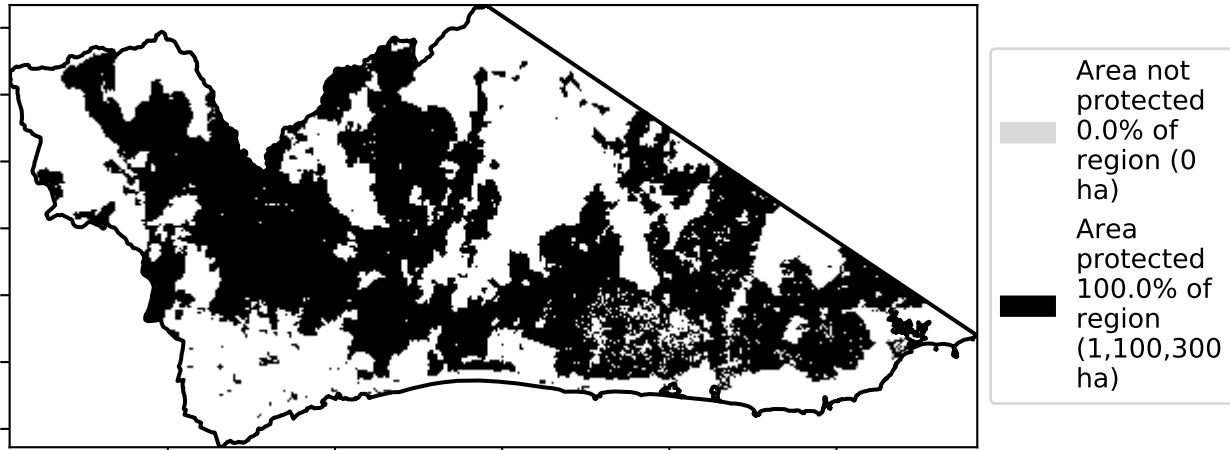 Area not
protected
0.0% of
region (0
ha)
Area
protected
100.0% of
region
(1,100,300
ha)